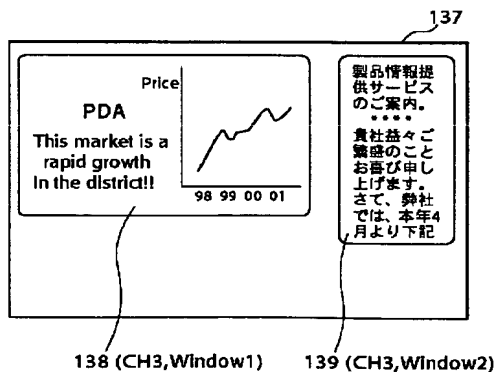 137
Price
PDA
This market is a
rapid growth
In the district!!
98 99 00 01
製品情報提
供サービス
のご案内。
****
貴社益々ご
繁盛のこと
お喜び申し
上げます。
さて、弊社
では、本年4
月より下記
138 (CH3,Window1)
139 (CH3,Window2)